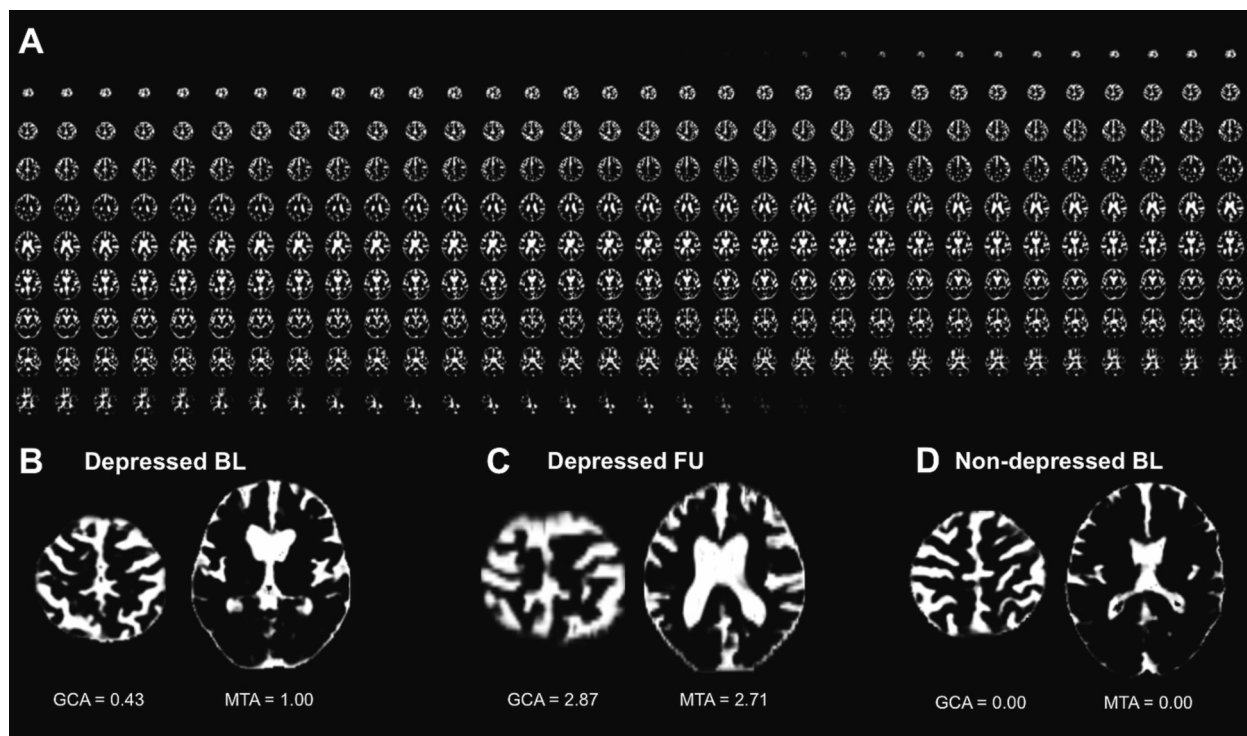 A
B Depressed BL
C Depressed FU
D Non-depressed BL
GCA = 0.43 MTA = 1.00
GCA = 2.87 MTA = 2.71
GCA = 0.00 MTA = 0.00